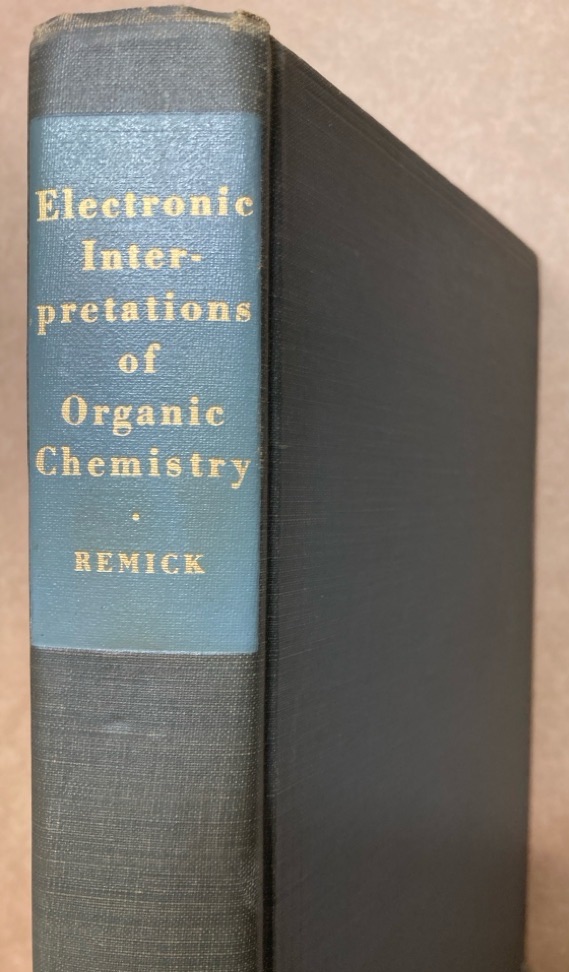 Electronic
Inter-
pretations
of
Organic
Chemistry
·
REMICK